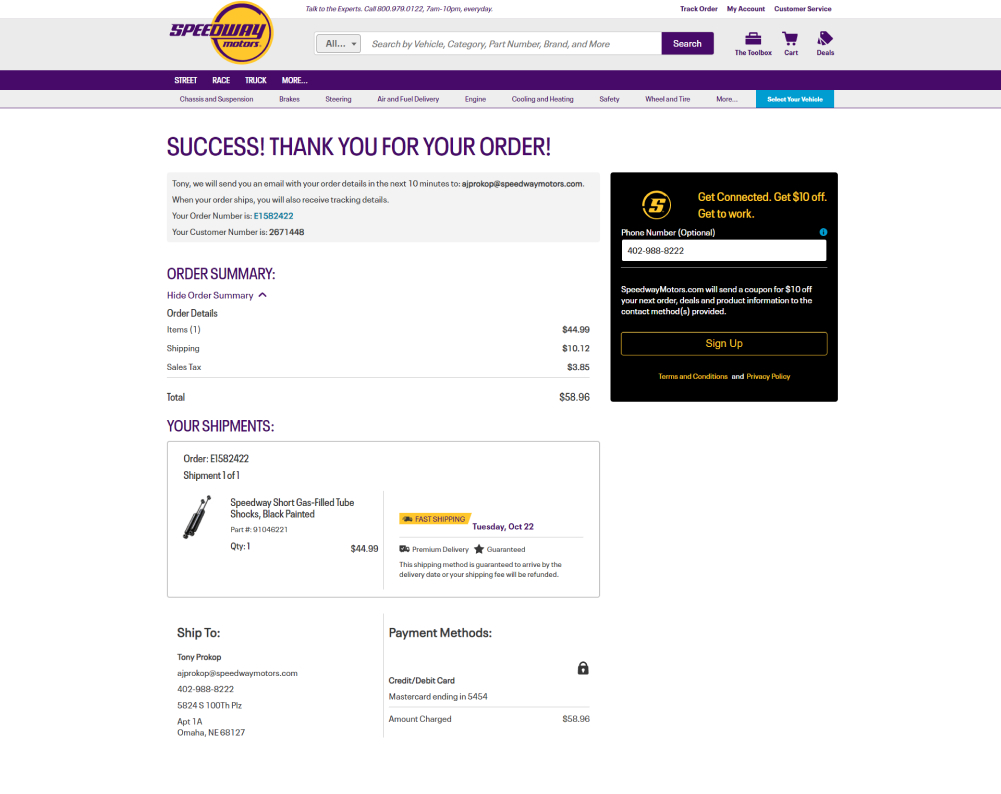 Talk to the Experts. Call 800.979.0122, 7am-10pm, everyday.
Track Order My Account Customer Service
SPEEDWAY
motors.
All...
Search by Vehicle, Category, Part Number, Brand, and More
Search
The Toolbox
Cart
Deals
STREET RACE TRUCK MORE...
Chassis and Suspension Brakes Steering Air and Fuel Delivery Engine Cooling and Heating Safety Wheel and Tire More... Select Your Vehicle
SUCCESS! THANK YOU FOR YOUR ORDER!
Tony, we will send you an email with your order details in the next 10 minutes to: ajprokop@speedwaymotors.com.
When your order ships, you will also receive tracking details.
Your Order Number is: E1582422
Your Customer Number is: 2671448
Get Connected. Get $10 off.
Get to work.
Phone Number (Optional)
402-988-8222
SpeedwayMotors.com will send a coupon for $10 off
your next order, deals and product information to the
contact method(s) provided.
Sign Up
Terms and Conditions and Privacy Policy
ORDER SUMMARY:
Hide Order Summary
Order Details
Items (1) $44.99
Shipping $10.12
Sales Tax $3.85
Total $58.96
YOUR SHIPMENTS:
Order: E1582422
Shipment 1 of 1
Speedway Short Gas-Filled Tube
Shocks, Black Painted
Part #: 91046221
Qty: 1 $44.99
FAST SHIPPING Tuesday, Oct 22
Premium Delivery Guaranteed
This shipping method is guaranteed to arrive by the
delivery date or your shipping fee will be refunded.
Ship To:
Tony Prokop
ajprokop@speedwaymotors.com
402-988-8222
5824 S 100Th Plz
Apt 1A
Omaha, NE 68127
Payment Methods:
Credit/Debit Card
Mastercard ending in 5454
Amount Charged $58.96